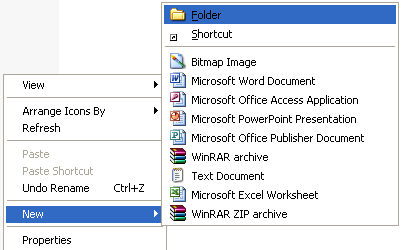 Folder
Shortcut
Bitmap Image
Microsoft Word Document
Microsoft Office Access Application
Microsoft PowerPoint Presentation
Microsoft Office Publisher Document
WinRAR archive
Text Document
Microsoft Excel Worksheet
WinRAR ZIP archive
View
Arrange Icons By
Refresh
Paste
Paste Shortcut
Undo Rename Ctrl+Z
New
Properties